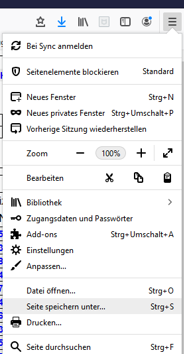 Bei Sync anmelden
Seitenelemente blockieren Standard
Neues Fenster Strg+N
Neues privates Fenster Strg+Umschalt+P
Vorherige Sitzung wiederherstellen
Zoom 100%
Bearbeiten
Bibliothek
Zugangsdaten und Passwörter
Add-ons Strg+Umschalt+A
Einstellungen
Anpassen...
Datei öffnen... Strg+O
Seite speichern unter... Strg+S
Drucken...
Seite durchsuchen Strg+F